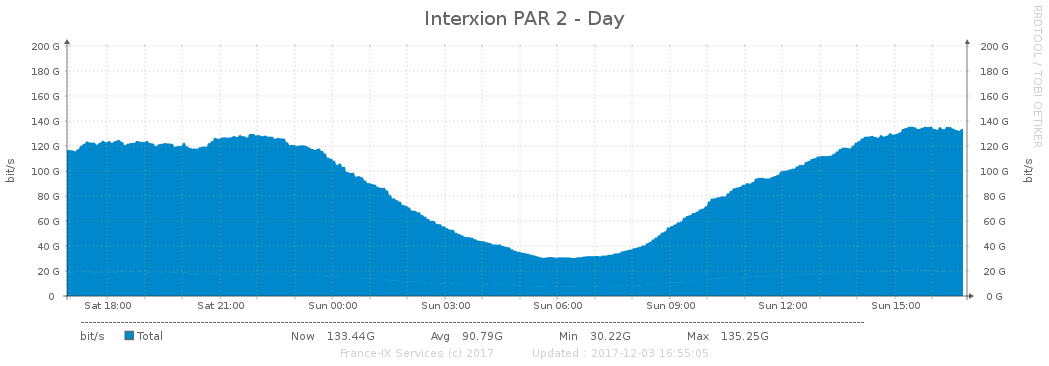 Interxion PAR 2 - Day
RRDTOOL / TOBI OETIKER
200 G 200 G
180 G 180 G
160 G 160 G
140 G 140 G
120 G 120 G
100 G 100 G
80 G 80 G
60 G 60 G
40 G 40 G
20 G 20 G
0 0 G
bit/s bit/s
Sat 18:00 Sat 21:00 Sun 00:00 Sun 03:00 Sun 06:00 Sun 09:00 Sun 12:00 Sun 15:00
bit/s Total Now 133.44G Avg 90.79G Min 30.22G Max 135.25G
France-IX Services (c) 2017 Updated : 2017-12-03 16:55:05